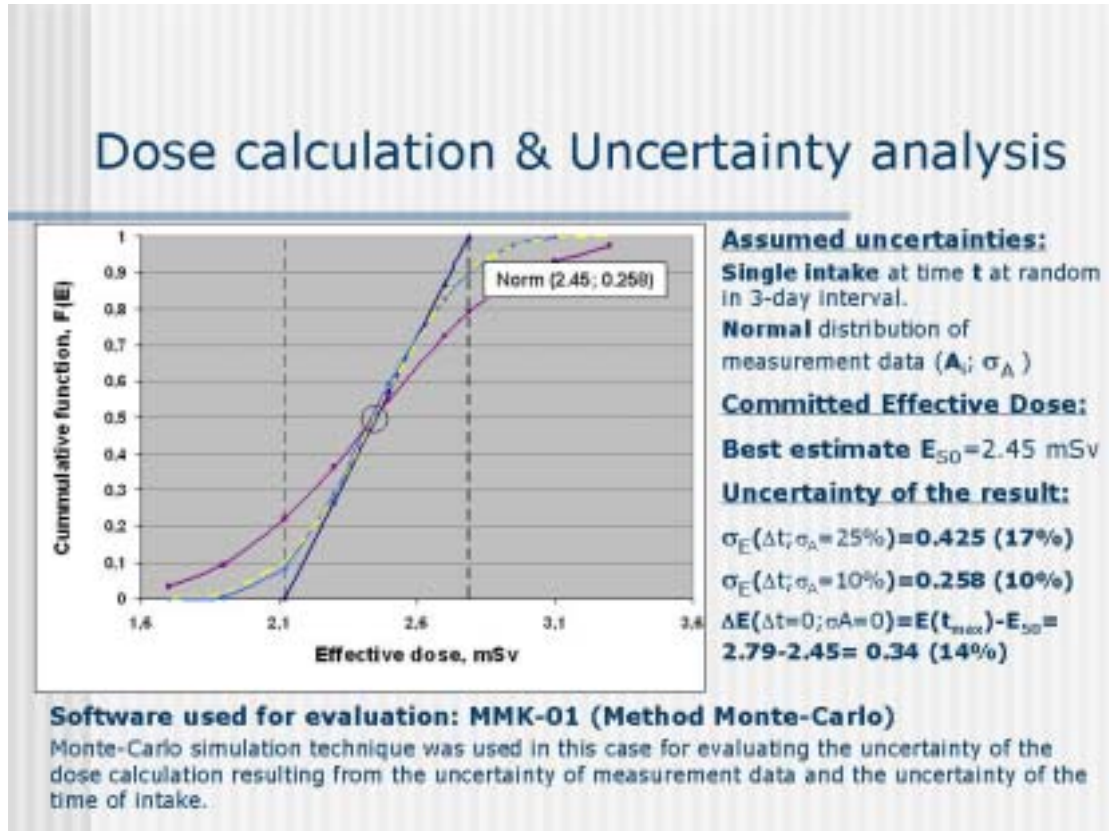 Dose calculation & Uncertainty analysis
1
0.9
0.8
0.7
0.6
0.5
0.4
0.3
0.2
0.1
0
1,6
2,1
2,6
3,1
3,6
Cummulative function, F(E)
Effective dose, mSv
Norm (2.45; 0.258)
Assumed uncertainties:
Single intake at time t at random
in 3-day interval.
Normal distribution of
measurement data (Ai; σA )
Committed Effective Dose:
Best estimate E50=2.45 mSv
Uncertainty of the result:
σE(Δt;σA=25%)=0.425 (17%)
σE(Δt;σA=10%)=0.258 (10%)
ΔE(Δt=0;σA=0)=E(tmax)-E50=
2.79-2.45= 0.34 (14%)
Software used for evaluation: MMK-01 (Method Monte-Carlo)
Monte-Carlo simulation technique was used in this case for evaluating the uncertainty of the
dose calculation resulting from the uncertainty of measurement data and the uncertainty of the
time of intake.